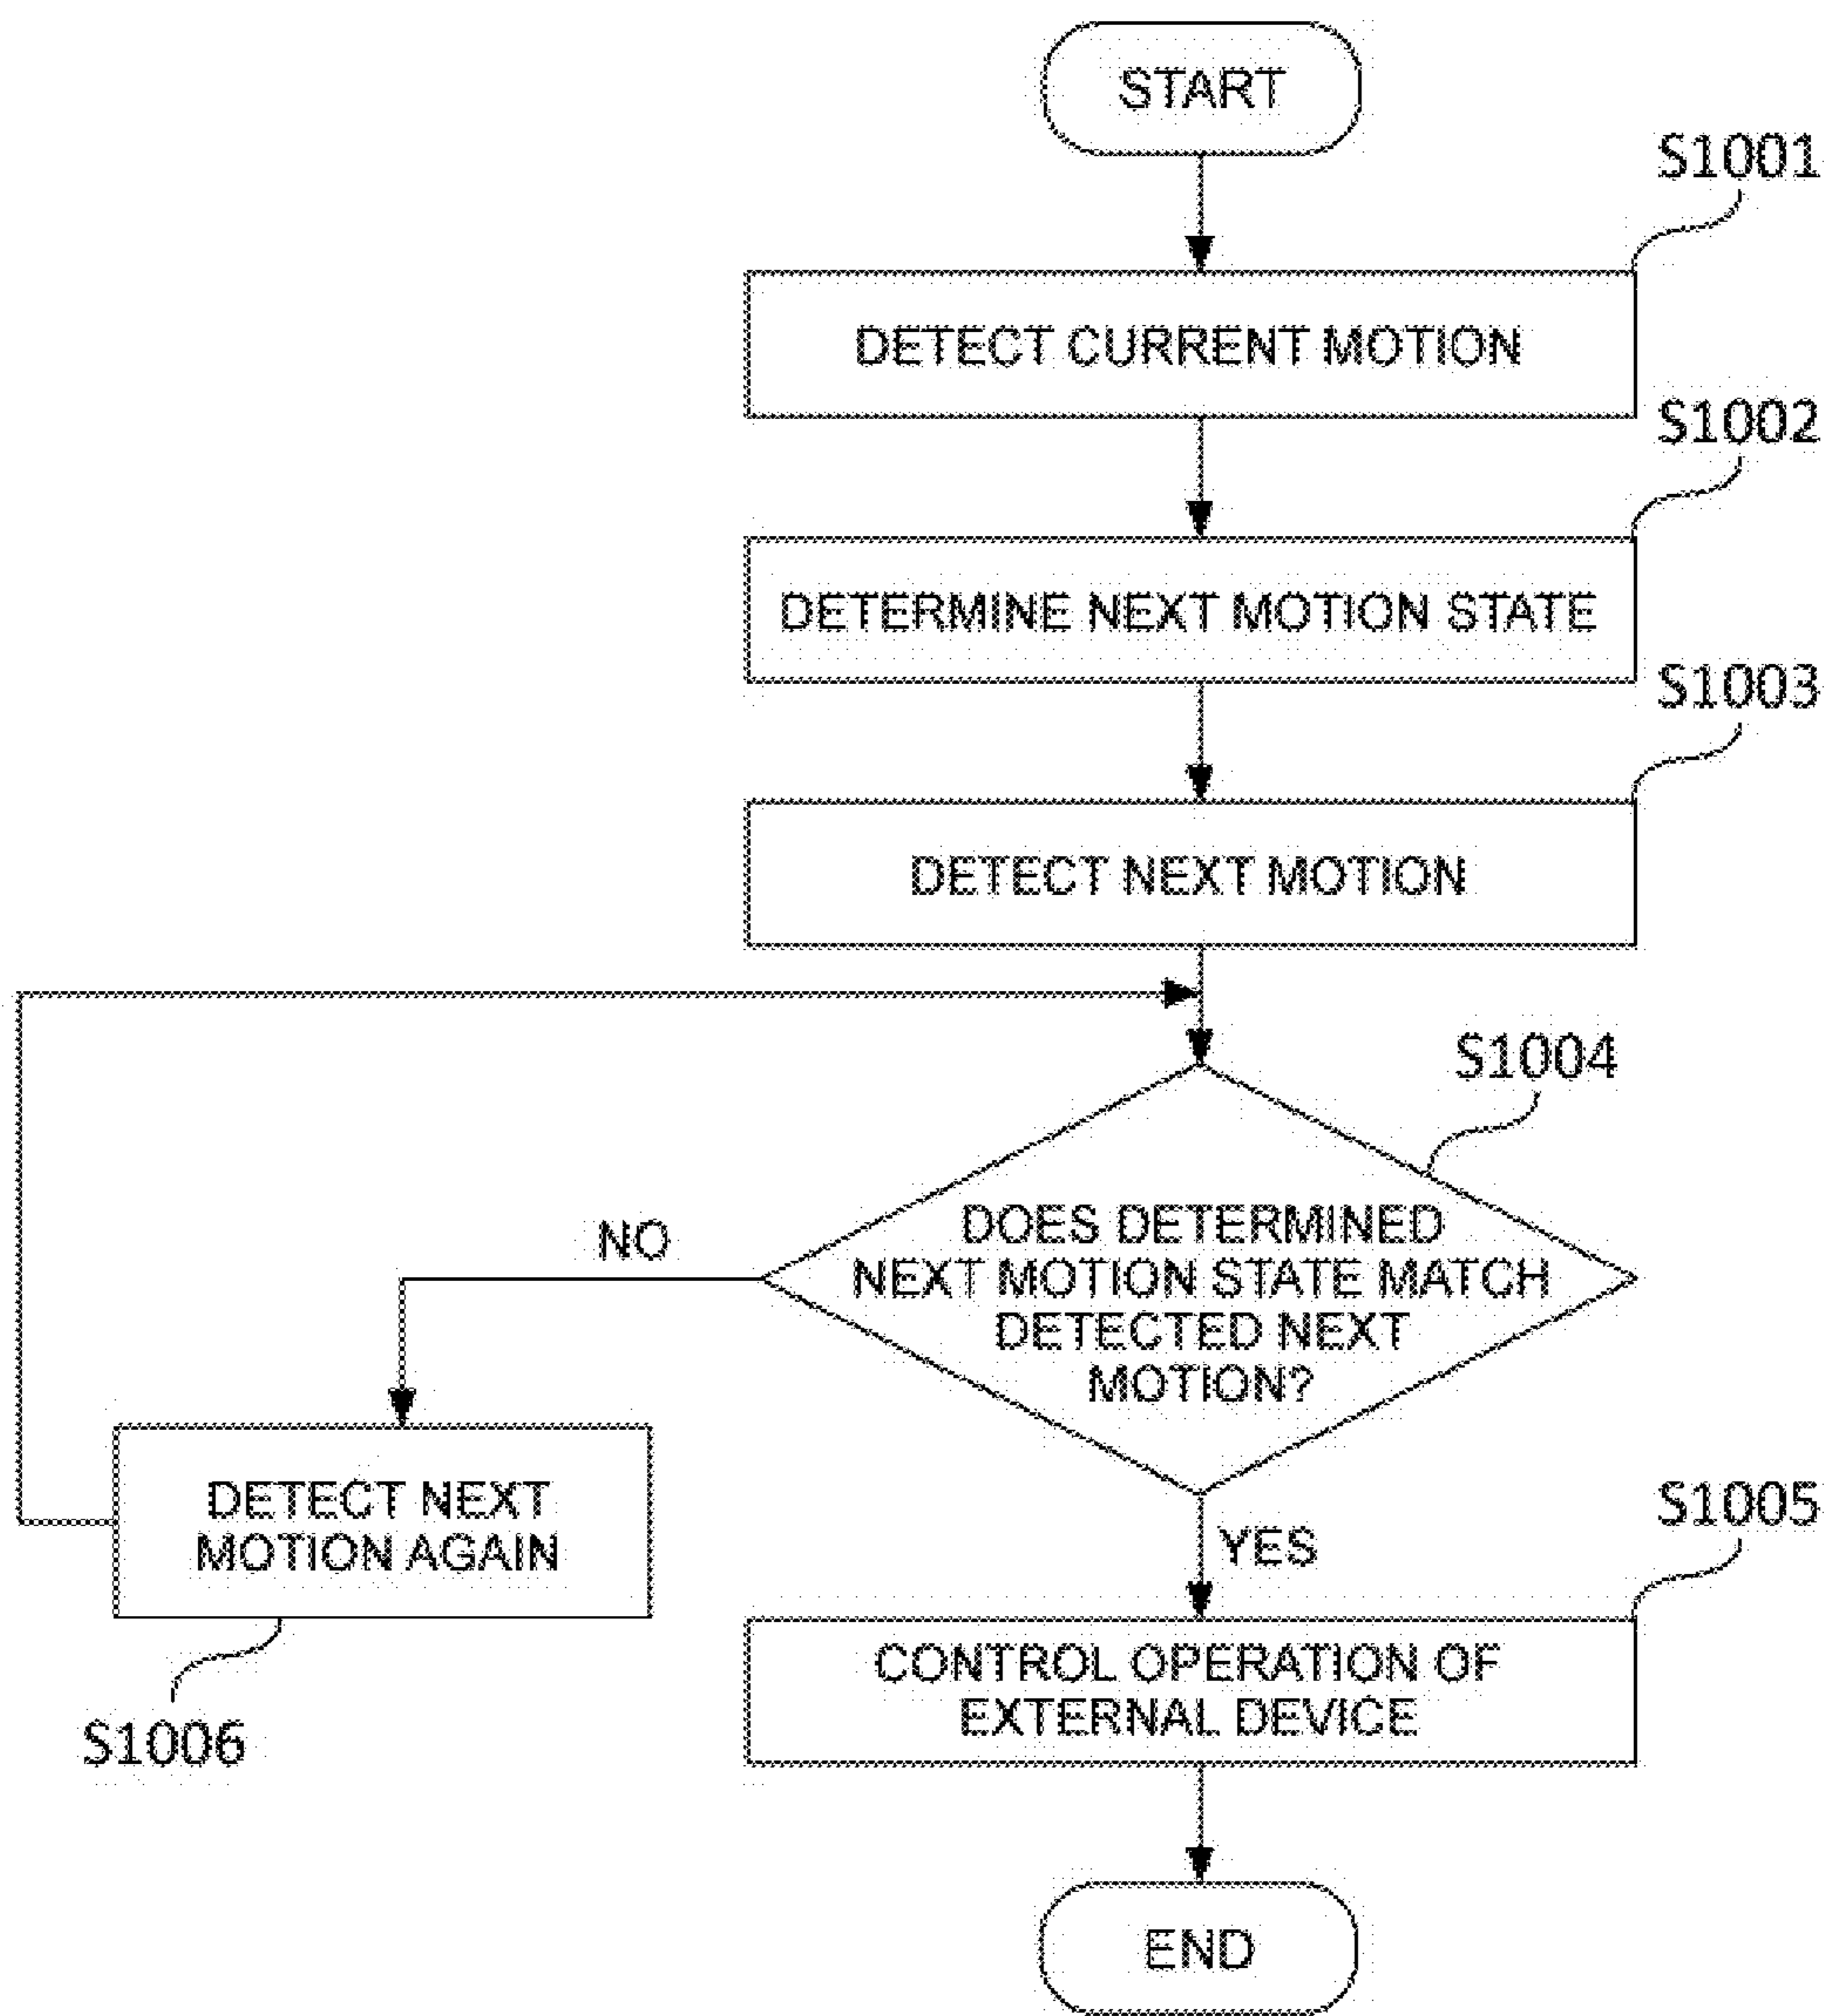 START
S1001
DETECT CURRENT MOTION
S1002
DETERMINE NEXT MOTION STATE
S1003
DETECT NEXT MOTION
S1004
DOES DETERMINED
NEXT MOTION STATE MATCH
DETECTED NEXT
MOTION?
NO
DETECT NEXT
MOTION AGAIN
S1006
YES
S1005
CONTROL OPERATION OF
EXTERNAL DEVICE
END